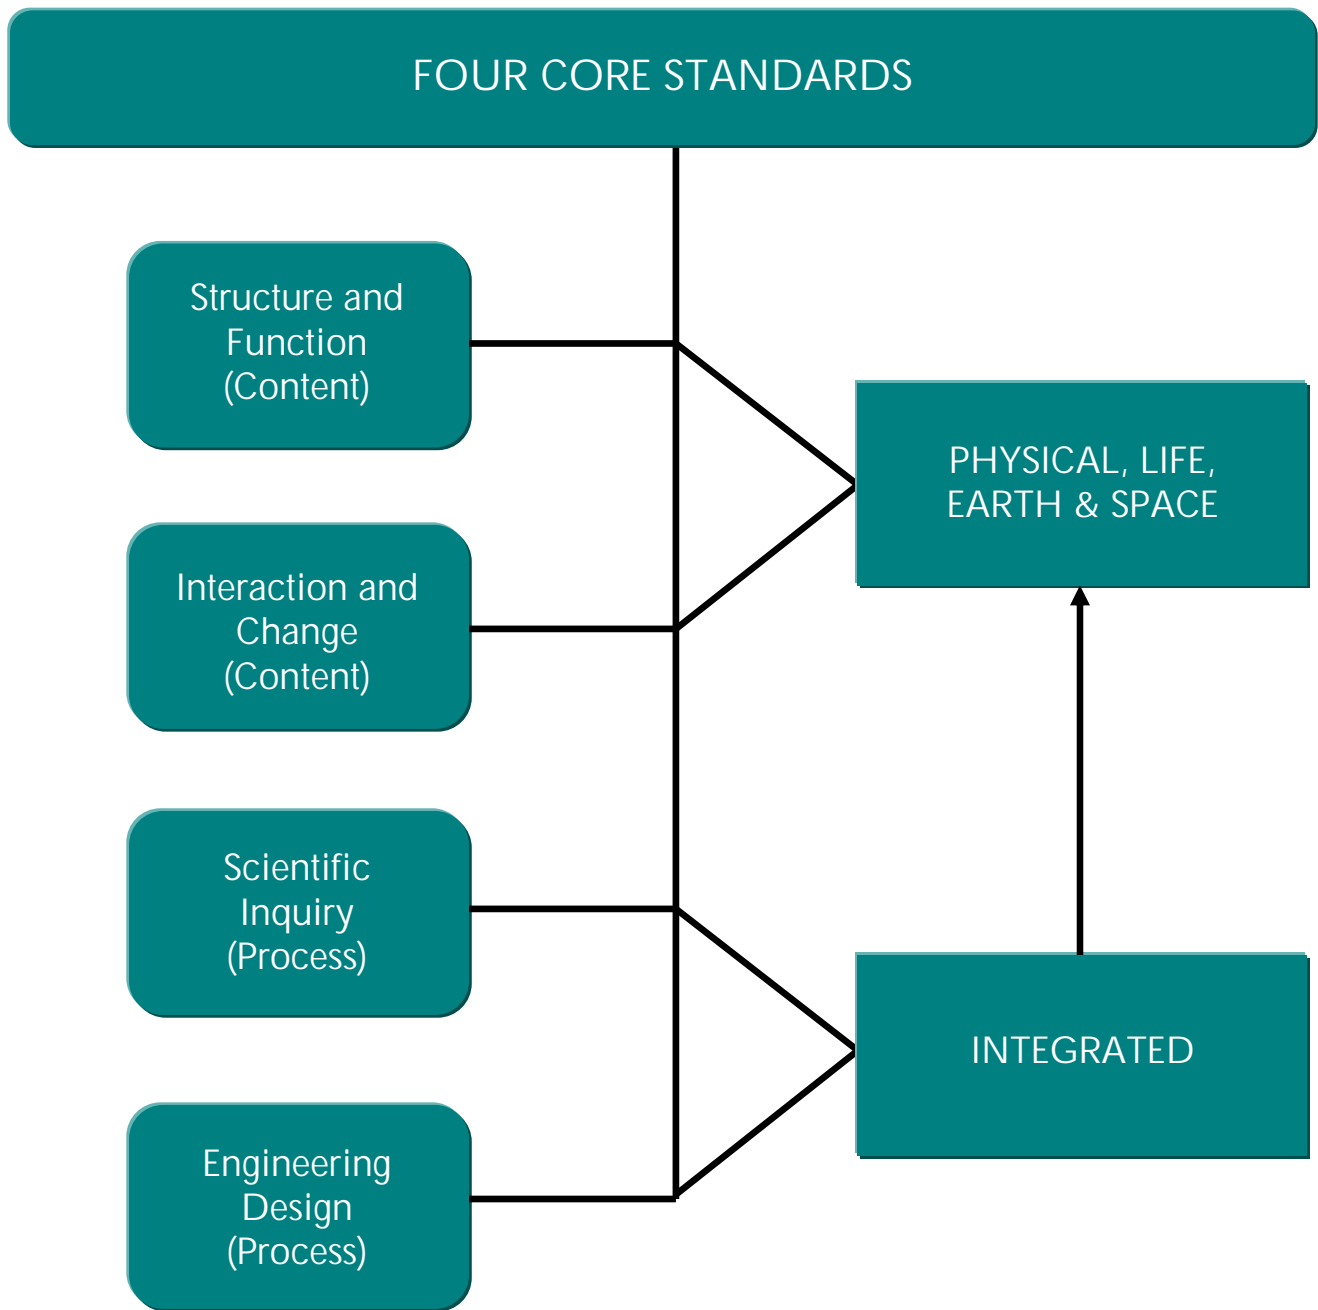 FOUR CORE STANDARDS
Structure and
Function
(Content)
PHYSICAL, LIFE,
EARTH & SPACE
Interaction and
Change
(Content)
Scientific
Inquiry
(Process)
INTEGRATED
Engineering
Design
(Process)